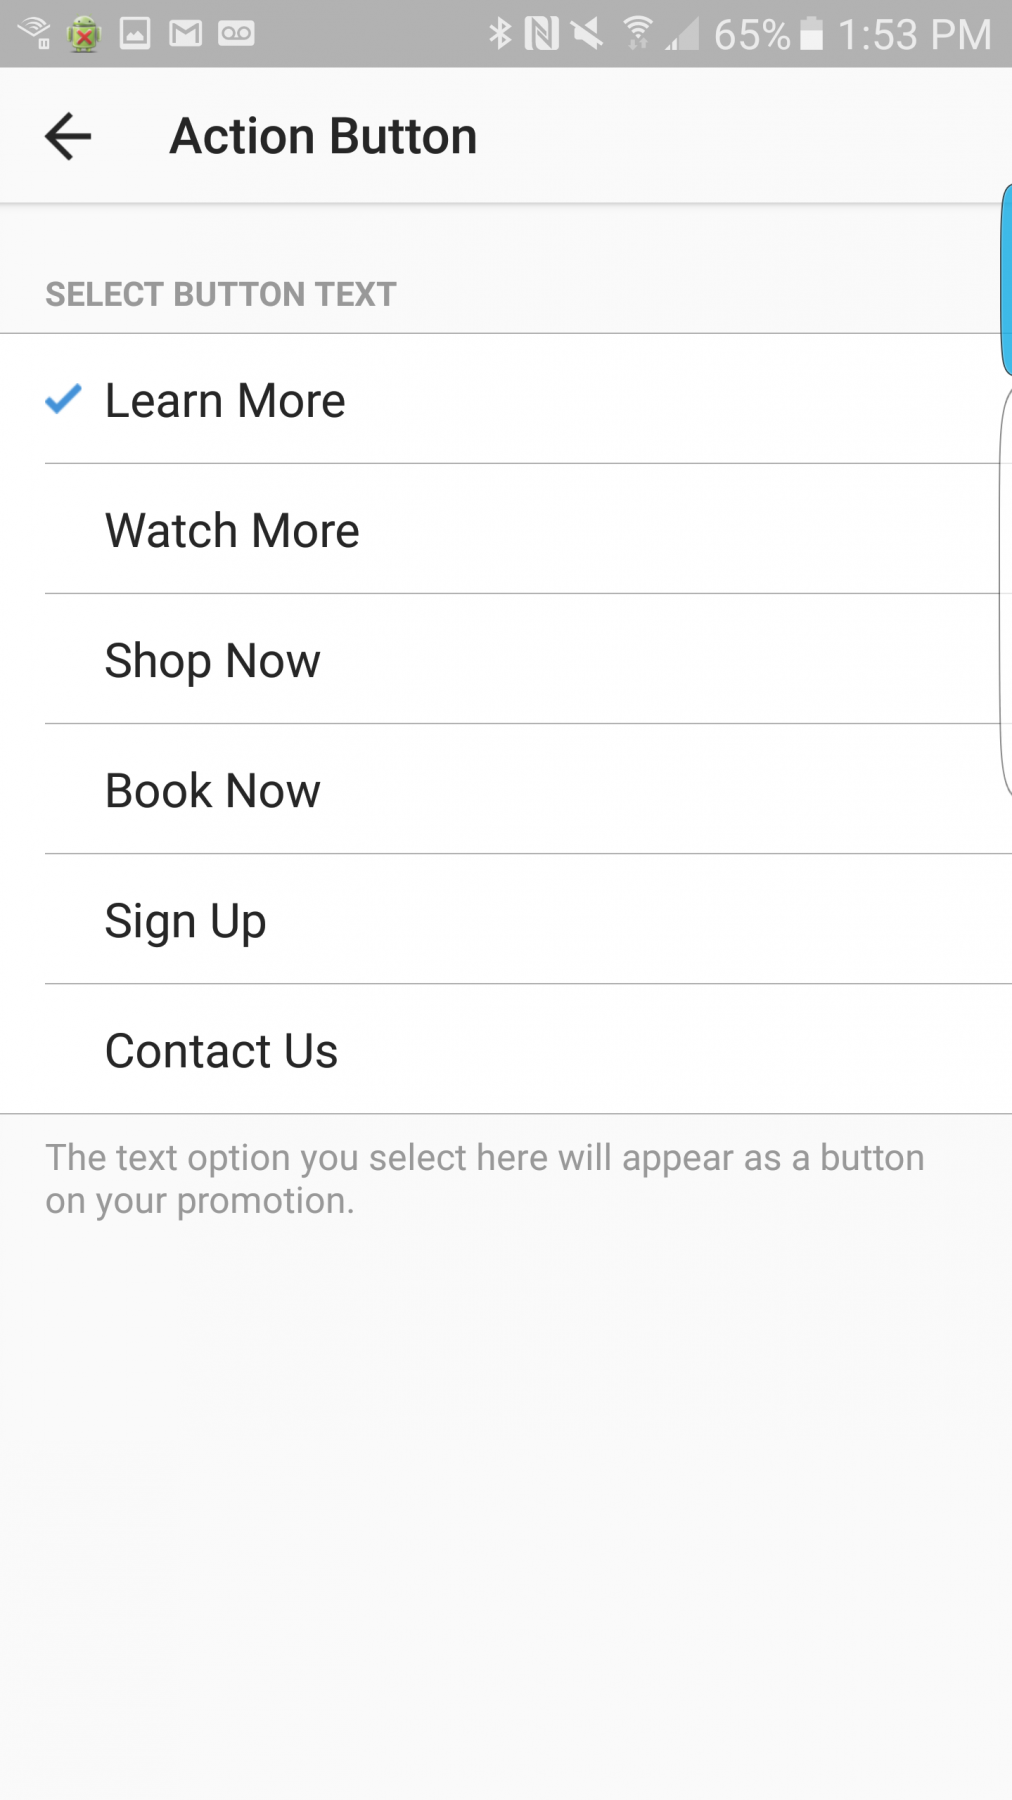 65% 1:53 PM
Action Button
SELECT BUTTON TEXT
Learn More
Watch More
Shop Now
Book Now
Sign Up
Contact Us
The text option you select here will appear as a button
on your promotion.